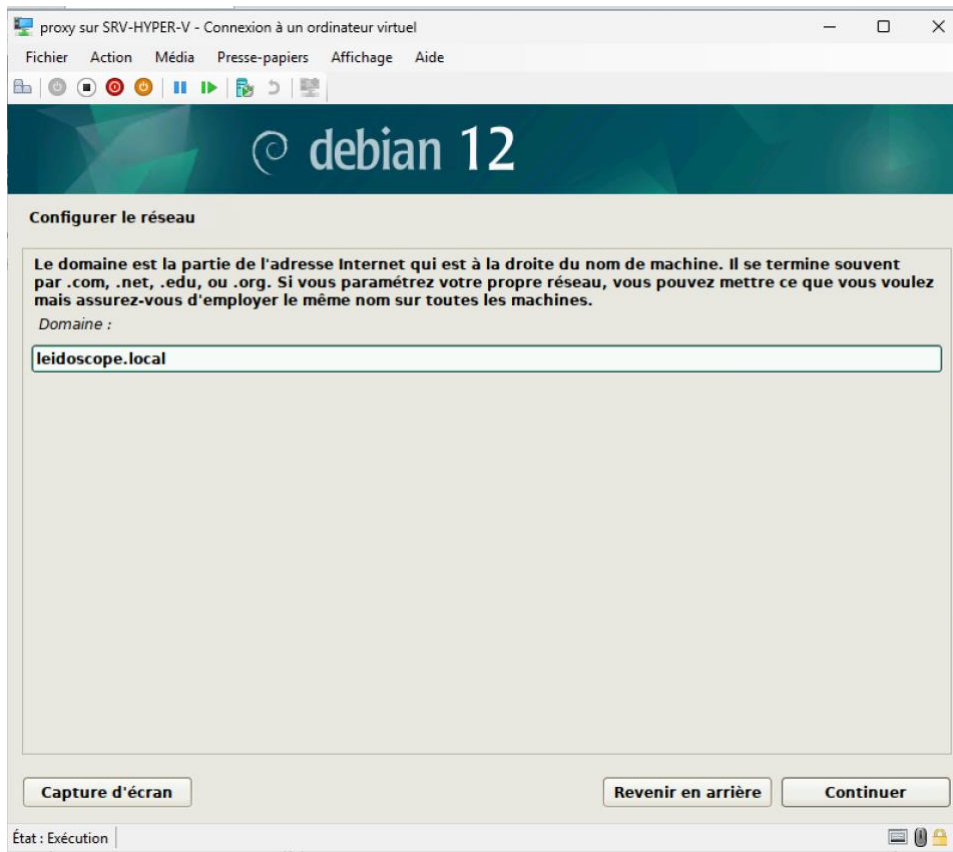 proxy sur SRV-HYPER-V - Connexion à un ordinateur virtuel
Fichier Action Média Presse-papiers Affichage Aide
debian 12
Configurer le réseau
Le domaine est la partie de l'adresse Internet qui est à la droite du nom de machine. Il se termine souvent
par .com, .net, .edu, ou .org. Si vous paramétrez votre propre réseau, vous pouvez mettre ce que vous voulez
mais assurez-vous d'employer le même nom sur toutes les machines.
Domaine :
leidoscope.local
Capture d'écran Revenir en arrière Continuer
État : Exécution